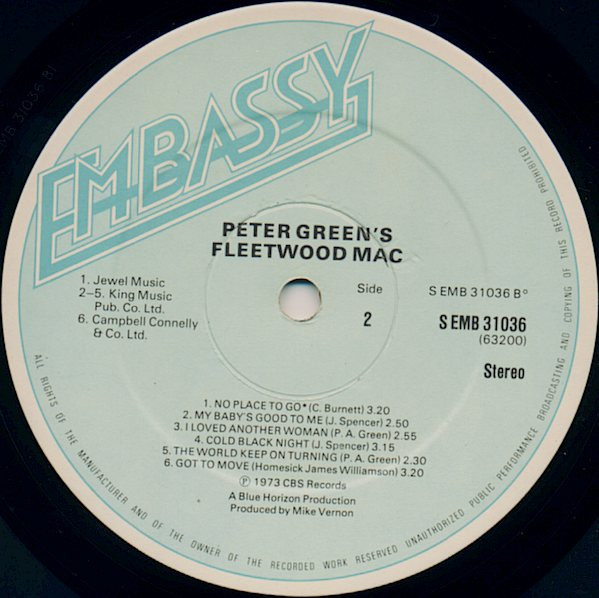 EMBASSY
PETER GREEN'S
FLEETWOOD MAC
1. Jewel Music
2–5. King Music
Pub. Co. Ltd.
6. Campbell Connelly
& Co. Ltd.
Side
2
S EMB 31036 Bº
S EMB 31036
(63200)
Stereo
1. NO PLACE TO GO* (C. Burnett) 3.20
2. MY BABY'S GOOD TO ME (J. Spencer) 2.50
3. I LOVED ANOTHER WOMAN (P. A. Green) 2.55
4. COLD BLACK NIGHT (J. Spencer) 3.15
5. THE WORLD KEEP ON TURNING (P. A. Green) 2.30
6. GOT TO MOVE (Homesick James Williamson) 3.20
℗ 1973 CBS Records
A Blue Horizon Production
Produced by Mike Vernon
ALL RIGHTS OF THE MANUFACTURER AND OF THE OWNER OF THE RECORDED WORK RESERVED UNAUTHORIZED PUBLIC PERFORMANCE BROADCASTING AND COPYING OF THIS RECORD PROHIBITED